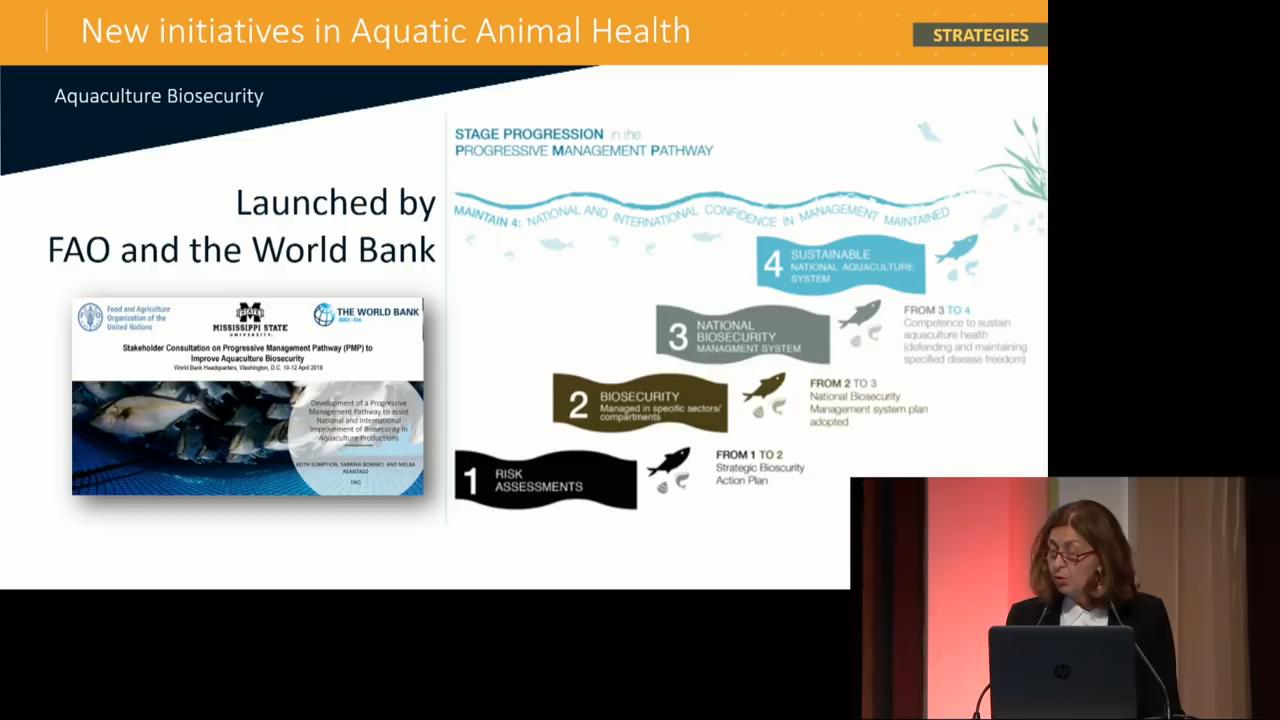 New initiatives in Aquatic Animal Health
STRATEGIES
Aquaculture Biosecurity
Launched by
FAO and the World Bank
Food and Agriculture
Organization of the
United Nations
STATE
MISSISSIPPI STATE
UNIVERSITY
THE WORLD BANK
IBRD • IDA
Stakeholder Consultation on Progressive Management Pathway (PMP) to
Improve Aquaculture Biosecurity
World Bank Headquarters, Washington, D.C. 10-12 April 2018
Development of a Progressive
Management Pathway to assist
National and International
Improvement of Biosecurity in
Aquaculture Productions
KEITH SUMPTION, SABRINA BONNICI, AND MELBA
REANTASO
FAO
STAGE PROGRESSION in the
PROGRESSIVE MANAGEMENT PATHWAY
MAINTAIN 4: NATIONAL AND INTERNATIONAL CONFIDENCE IN MANAGEMENT MAINTAINED
4 SUSTAINABLE
NATIONAL AQUACULTURE
SYSTEM
3 NATIONAL
BIOSECURITY
MANAGMENT SYSTEM
FROM 3 TO 4
Competence to sustain
aquaculture health
(defending and maintaining
specified disease freedom)
2 BIOSECURITY
Managed in specific sectors/
compartments
FROM 2 TO 3
National Biosecurity
Management system plan
adopted
1 RISK
ASSESSMENTS
FROM 1 TO 2
Strategic Bioscurity
Action Plan
hp